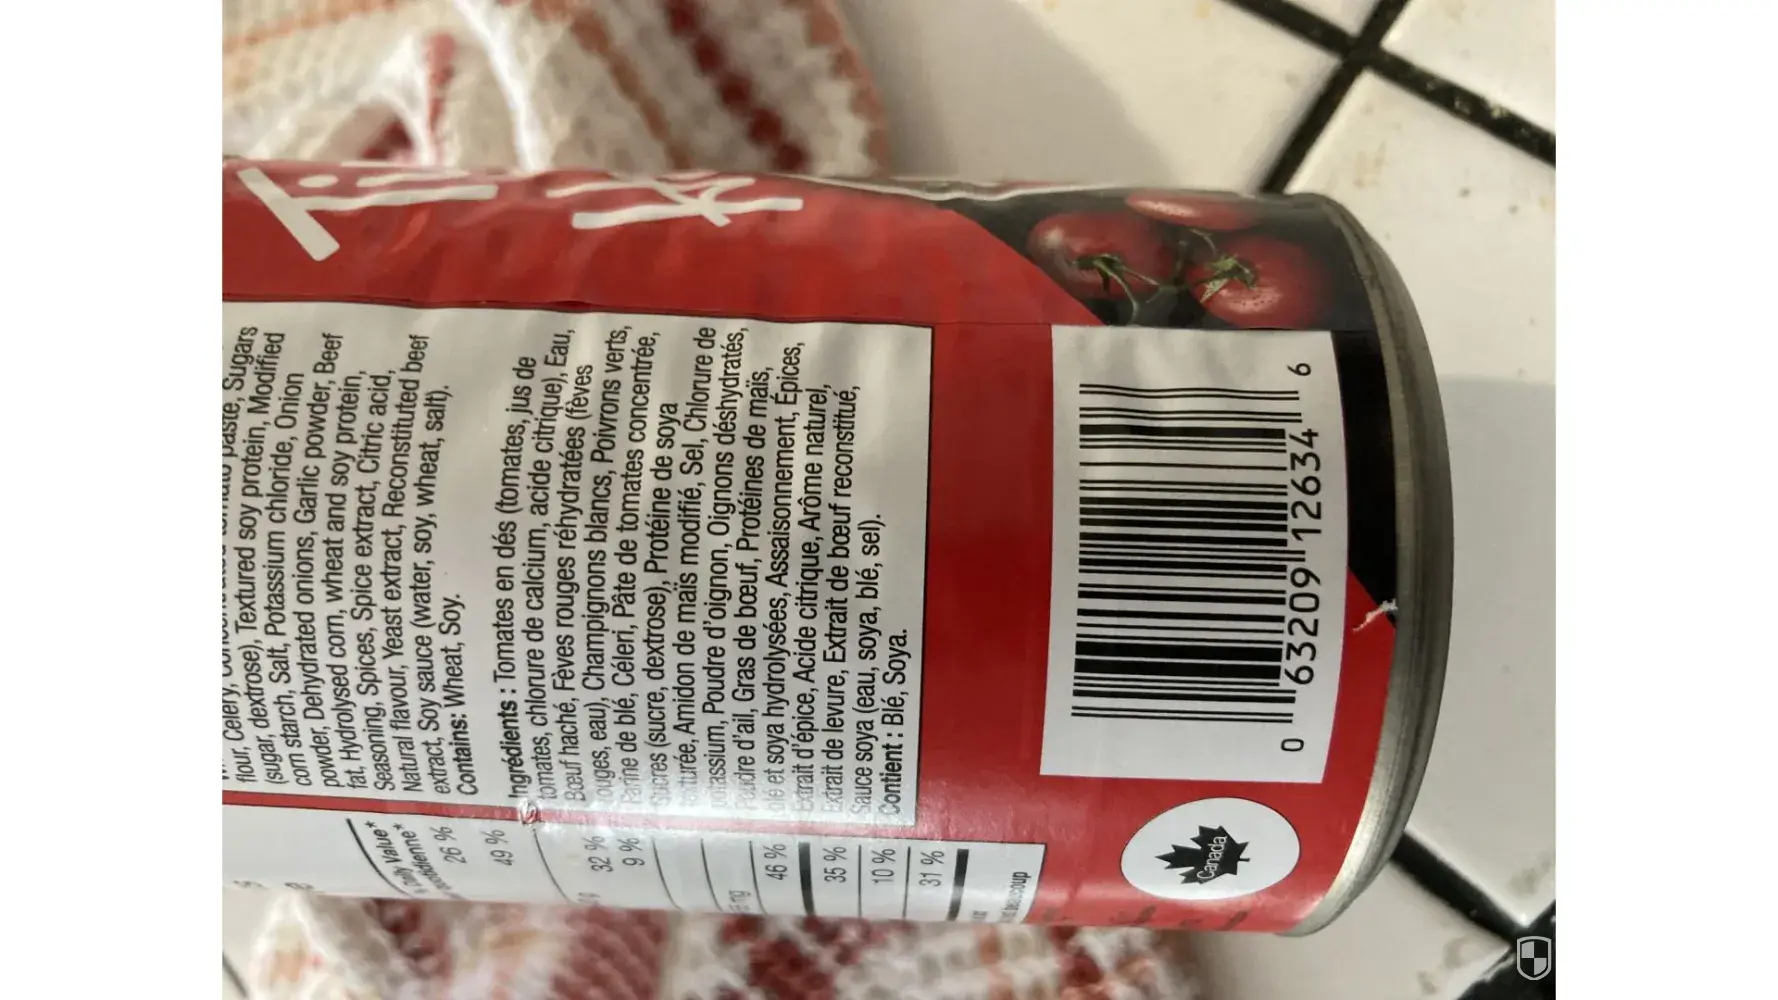 Sugars
flour, Celery,
(sugar, dextrose), Textured soy protein, Modified
corn starch, Salt, Potassium chloride, Onion
powder, Dehydrated onions, Garlic powder, Beef
fat, Hydrolysed corn, wheat and soy protein,
Seasoning, Spices, Spice extract, Citric acid,
Natural flavour, Yeast extract, Reconstituted beef
extract, Soy sauce (water, soy, wheat, salt).
Contains: Wheat, Soy.
Ingrédients : Tomates en dés (tomates, jus de
tomates, chlorure de calcium, acide citrique), Eau,
Bœuf haché, Fèves rouges réhydratées (fèves
rouges, eau), Champignons blancs, Poivrons verts,
Farine de blé, Céleri, Pâte de tomates concentrée,
Sucres (sucre, dextrose), Protéine de soya
texturée, Amidon de maïs modifié, Sel, Chlorure de
potassium, Poudre d'oignon, Oignons déshydratés,
Poudre d'ail, Gras de bœuf, Protéines de maïs,
blé et soya hydrolysées, Assaisonnement, Épices,
Extrait d'épice, Acide citrique, Arôme naturel,
Extrait de levure, Extrait de bœuf reconstitué,
Sauce soya (eau, soya, blé, sel).
Contient : Blé, Soya.
Value*
26 %
49 %
32 %
9 %
46 %
35 %
10 %
31 %
beaucoup
0 63209 12634 6
Canada